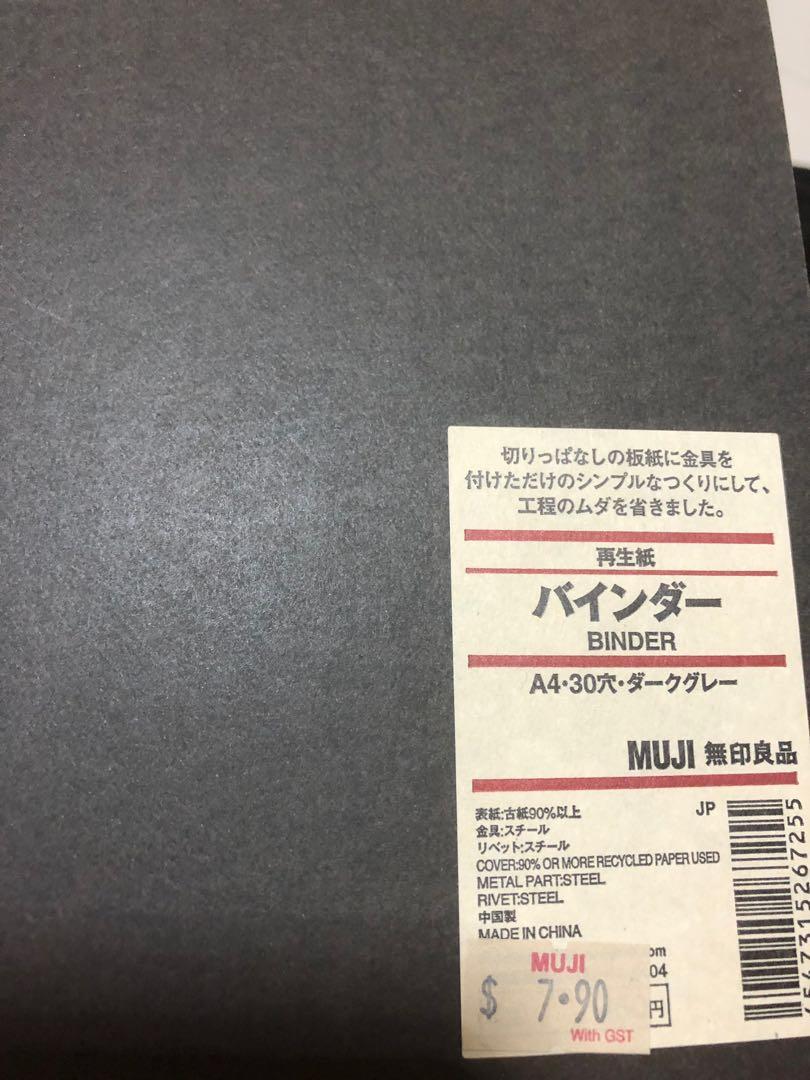 切りっぱなしの板紙に金具を
付けただけのシンプルなつくりにして、
工程のムダを省きました。
再生紙
バインダー
BINDER
A4・30穴・ダークグレー
MUJI 無印良品
表紙:古紙90%以上
JP
金具:スチール
リベット:スチール
COVER:90% OR MORE RECYCLED PAPER USED
METAL PART:STEEL
RIVET:STEEL
中国製
MADE IN CHINA
om
04
円
MUJI
$ 7.90
With GST